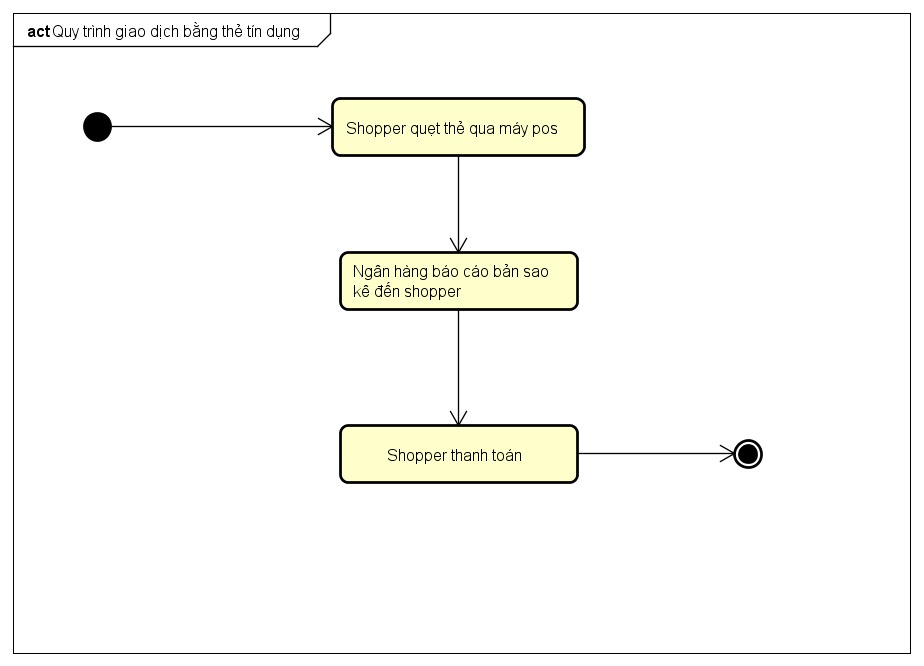 act Quy trình giao dịch bằng thẻ tín dụng
Shopper quẹt thẻ qua máy pos
Ngân hàng báo cáo bản sao
kê đến shopper
Shopper thanh toán